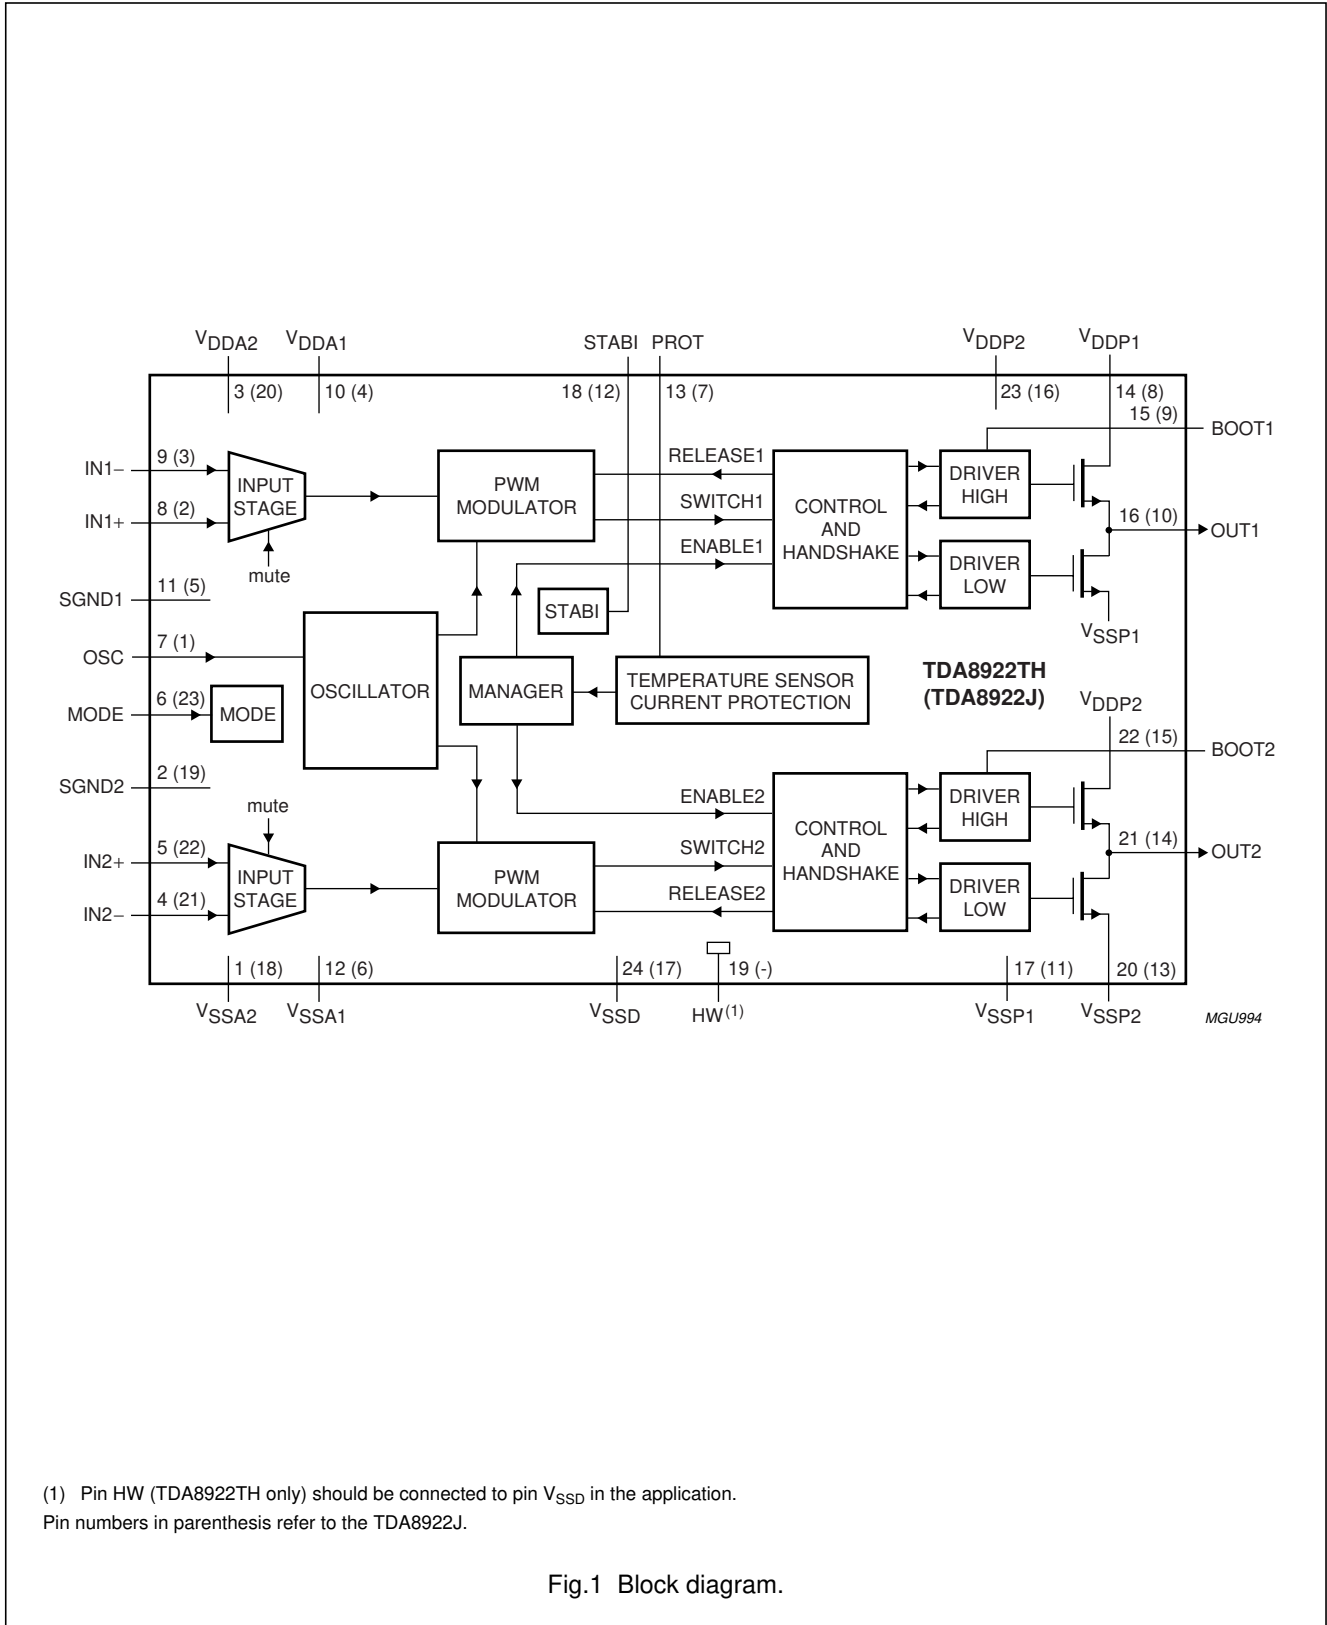 VDDA2 VDDA1 STABI PROT VDDP2 VDDP1
3 (20) 10 (4) 18 (12) 13 (7) 23 (16) 14 (8)
15 (9) BOOT1
IN1− 9 (3)
INPUT
STAGE
PWM
MODULATOR
RELEASE1
SWITCH1
ENABLE1
CONTROL
AND
HANDSHAKE
DRIVER
HIGH
IN1+ 8 (2)
mute
16 (10) OUT1
DRIVER
LOW
VSSP1
SGND1 11 (5)
STABI
OSC 7 (1)
OSCILLATOR
MANAGER
TEMPERATURE SENSOR
CURRENT PROTECTION
TDA8922TH
(TDA8922J)
MODE 6 (23) MODE
VDDP2
22 (15) BOOT2
SGND2 2 (19)
mute
ENABLE2
SWITCH2
RELEASE2
CONTROL
AND
HANDSHAKE
DRIVER
HIGH
IN2+ 5 (22)
INPUT
STAGE
PWM
MODULATOR
21 (14) OUT2
DRIVER
LOW
IN2− 4 (21)
1 (18) 12 (6) 24 (17) 19 (-) 17 (11) 20 (13)
VSSA2 VSSA1 VSSD HW(1) VSSP1 VSSP2 MGU994
(1) Pin HW (TDA8922TH only) should be connected to pin VSSD in the application.
Pin numbers in parenthesis refer to the TDA8922J.
Fig.1 Block diagram.